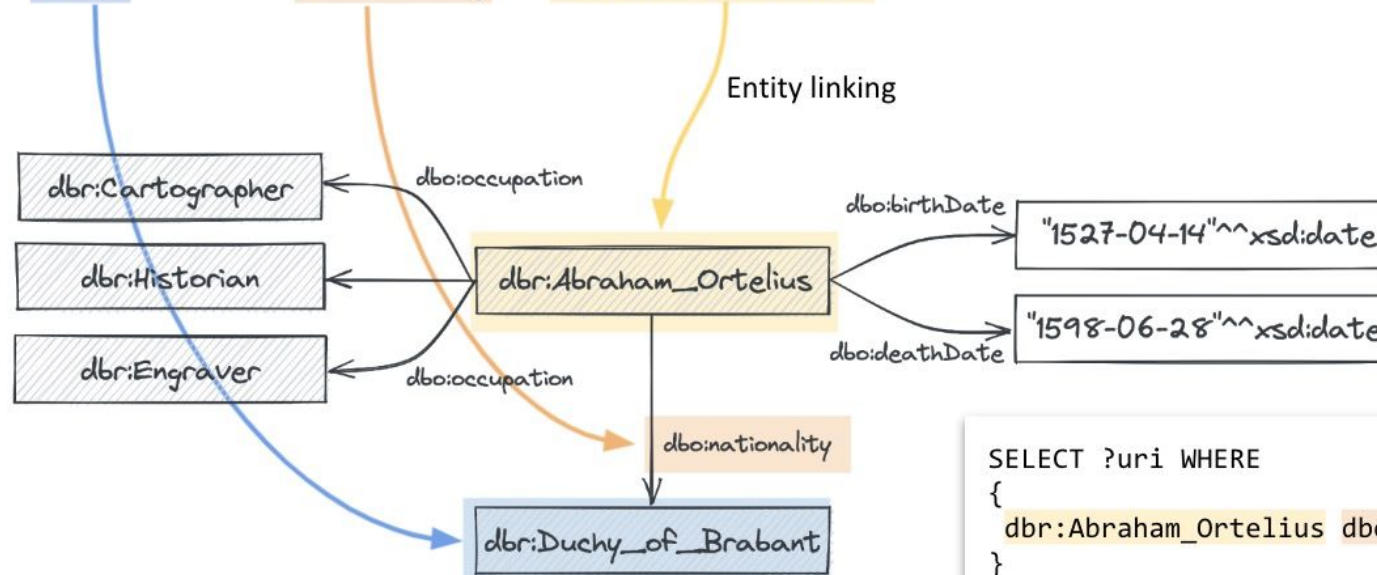 Entity linking
dbr:Cartographer
dbo:occupation
dbo:birthDate
"1527-04-14"^^xsd:date
dbr:Historian
dbr:Abraham_Ortelius
"1598-06-28"^^xsd:date
dbo:deathDate
dbr:Engraver
dbo:occupation
dbo:nationality
dbr:Duchy_of_Brabant
SELECT ?uri WHERE
{
dbr:Abraham_Ortelius
}